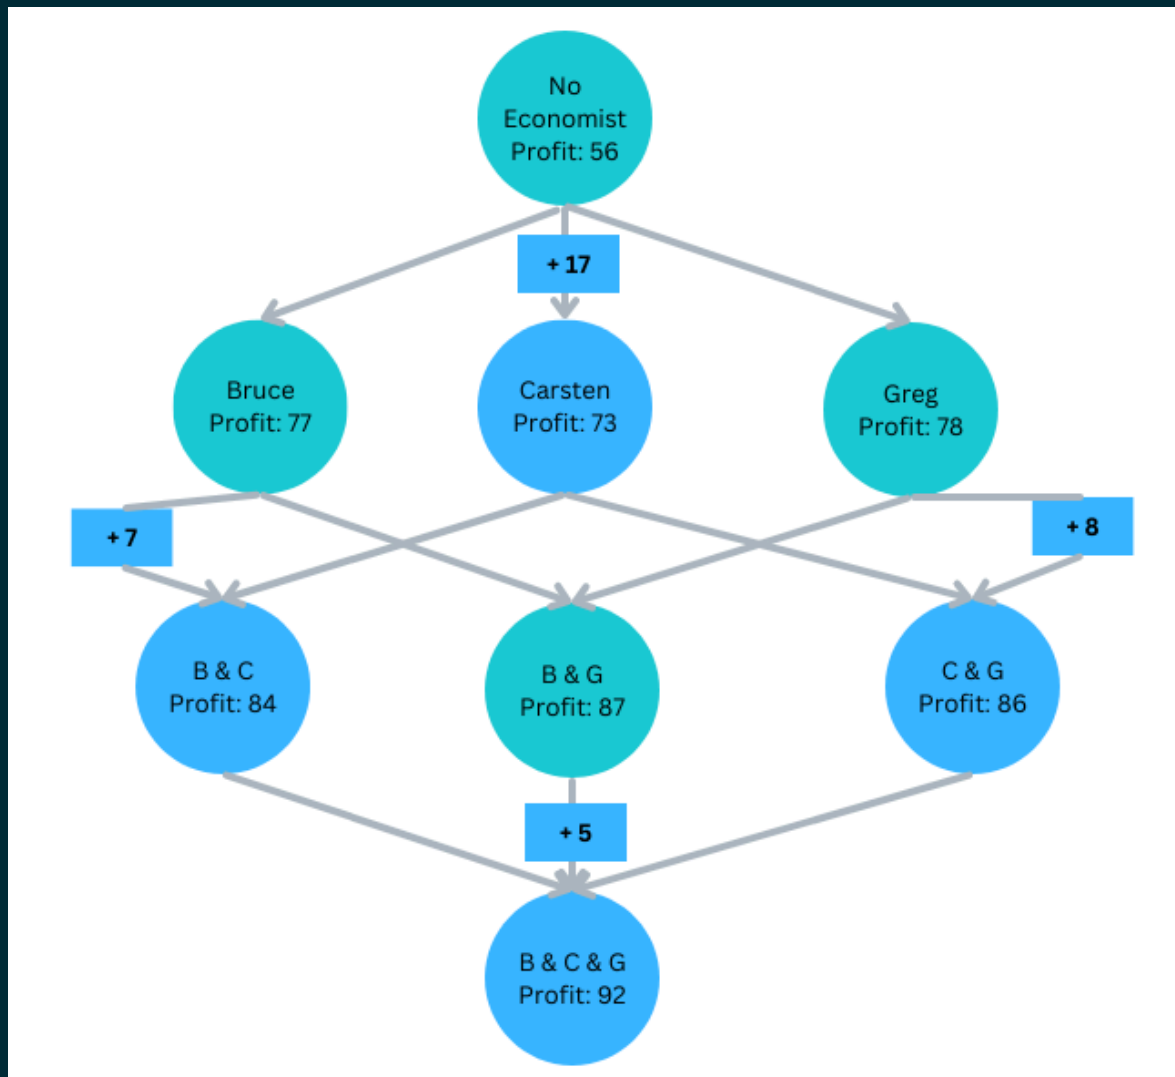 No
Economist
Profit: 56
+ 17
Bruce
Profit: 77
Carsten
Profit: 73
Greg
Profit: 78
+ 7
+ 8
B & C
Profit: 84
B & G
Profit: 87
C & G
Profit: 86
+ 5
B & C & G
Profit: 92